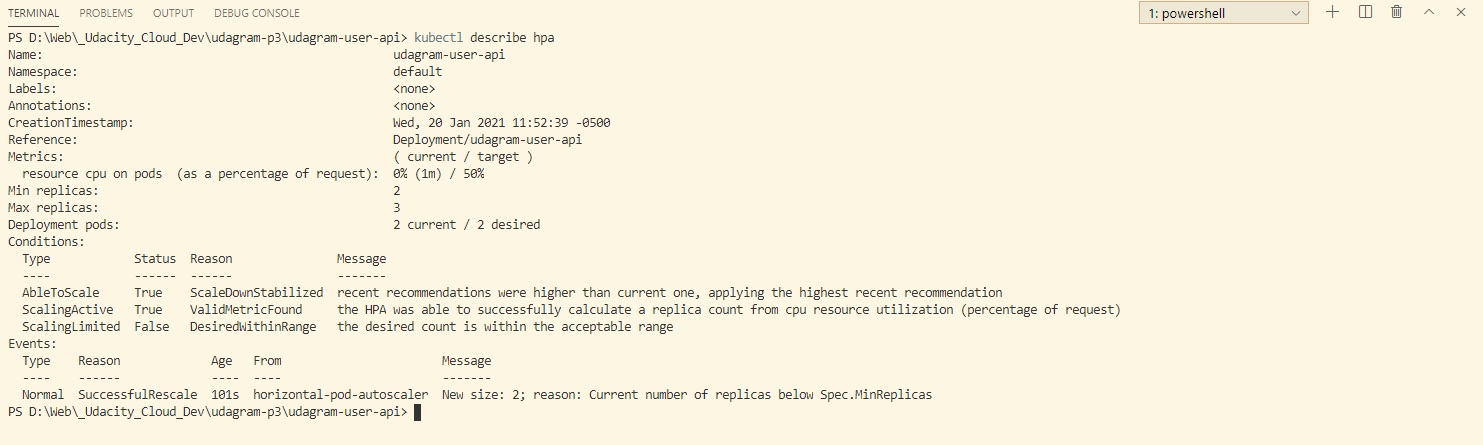 TERMINAL PROBLEMS OUTPUT DEBUG CONSOLE 1: powershell
PS D:\Web\_Udacity_Cloud_Dev\udagram-p3\udagram-user-api> kubectl describe hpa
Name: udagram-user-api
Namespace: default
Labels: <none>
Annotations: <none>
CreationTimestamp: Wed, 20 Jan 2021 11:52:39 -0500
Reference: Deployment/udagram-user-api
Metrics: ( current / target )
  resource cpu on pods  (as a percentage of request): 0% (1m) / 50%
Min replicas: 2
Max replicas: 3
Deployment pods: 2 current / 2 desired
Conditions:
  Type            Status  Reason               Message
  ----            ------  ------               -------
  AbleToScale     True    ScaleDownStabilized  recent recommendations were higher than current one, applying the highest recent recommendation
  ScalingActive   True    ValidMetricFound     the HPA was able to successfully calculate a replica count from cpu resource utilization (percentage of request)
  ScalingLimited  False   DesiredWithinRange   the desired count is within the acceptable range
Events:
  Type    Reason             Age   From                       Message
  ----    ------             ----  ----                       -------
  Normal  SuccessfulRescale  101s  horizontal-pod-autoscaler  New size: 2; reason: Current number of replicas below Spec.MinReplicas
PS D:\Web\_Udacity_Cloud_Dev\udagram-p3\udagram-user-api>